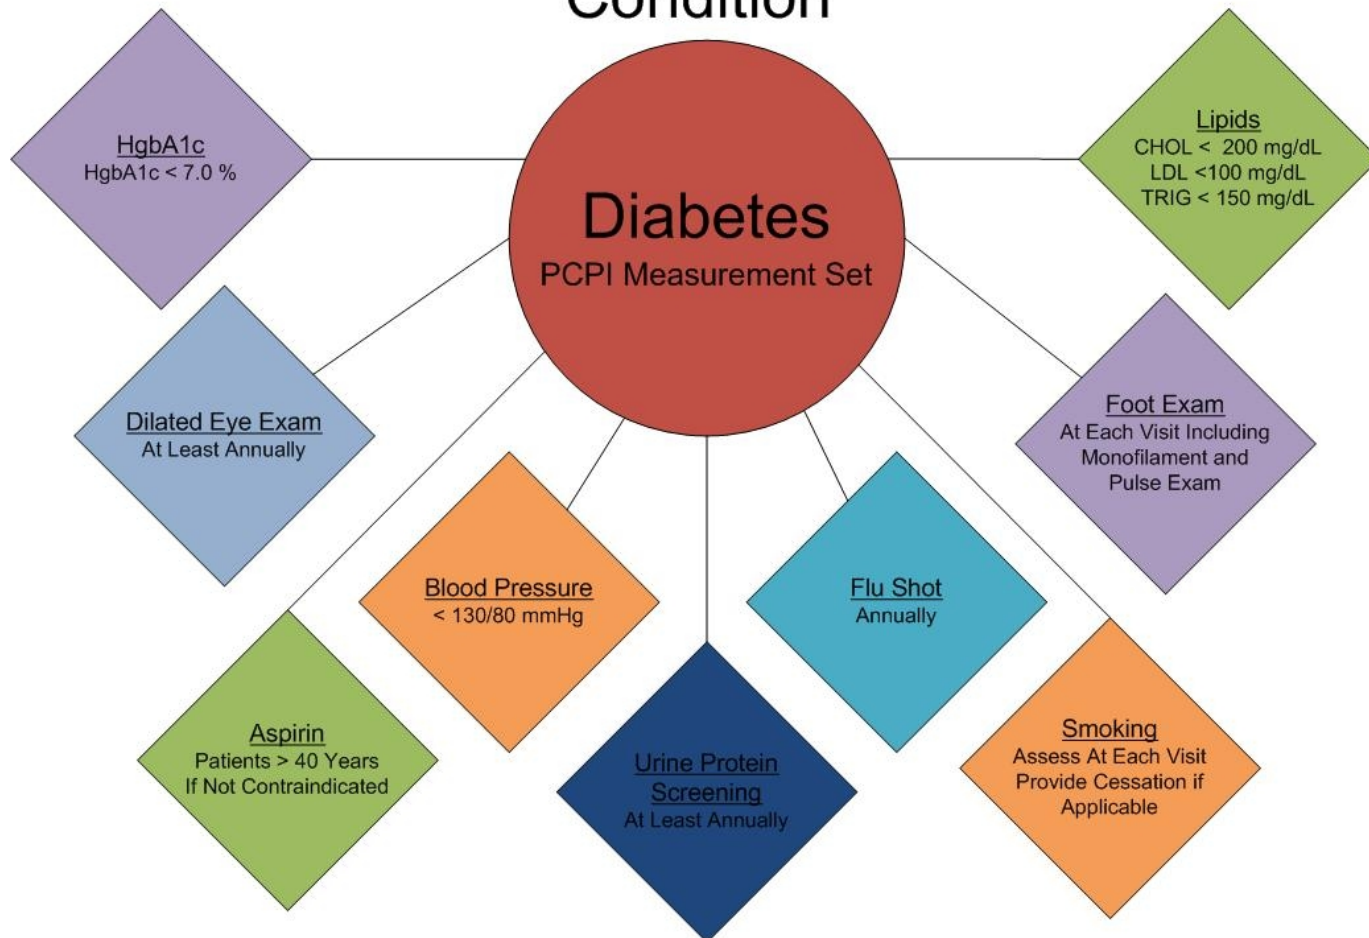 Condition
Diabetes
PCPI Measurement Set
HgbA1c
HgbA1c < 7.0 %
Lipids
CHOL < 200 mg/dL
LDL <100 mg/dL
TRIG < 150 mg/dL
Dilated Eye Exam
At Least Annually
Foot Exam
At Each Visit Including
Monofilament and
Pulse Exam
Blood Pressure
< 130/80 mmHg
Flu Shot
Annually
Aspirin
Patients > 40 Years
If Not Contraindicated
Urine Protein
Screening
At Least Annually
Smoking
Assess At Each Visit
Provide Cessation if
Applicable